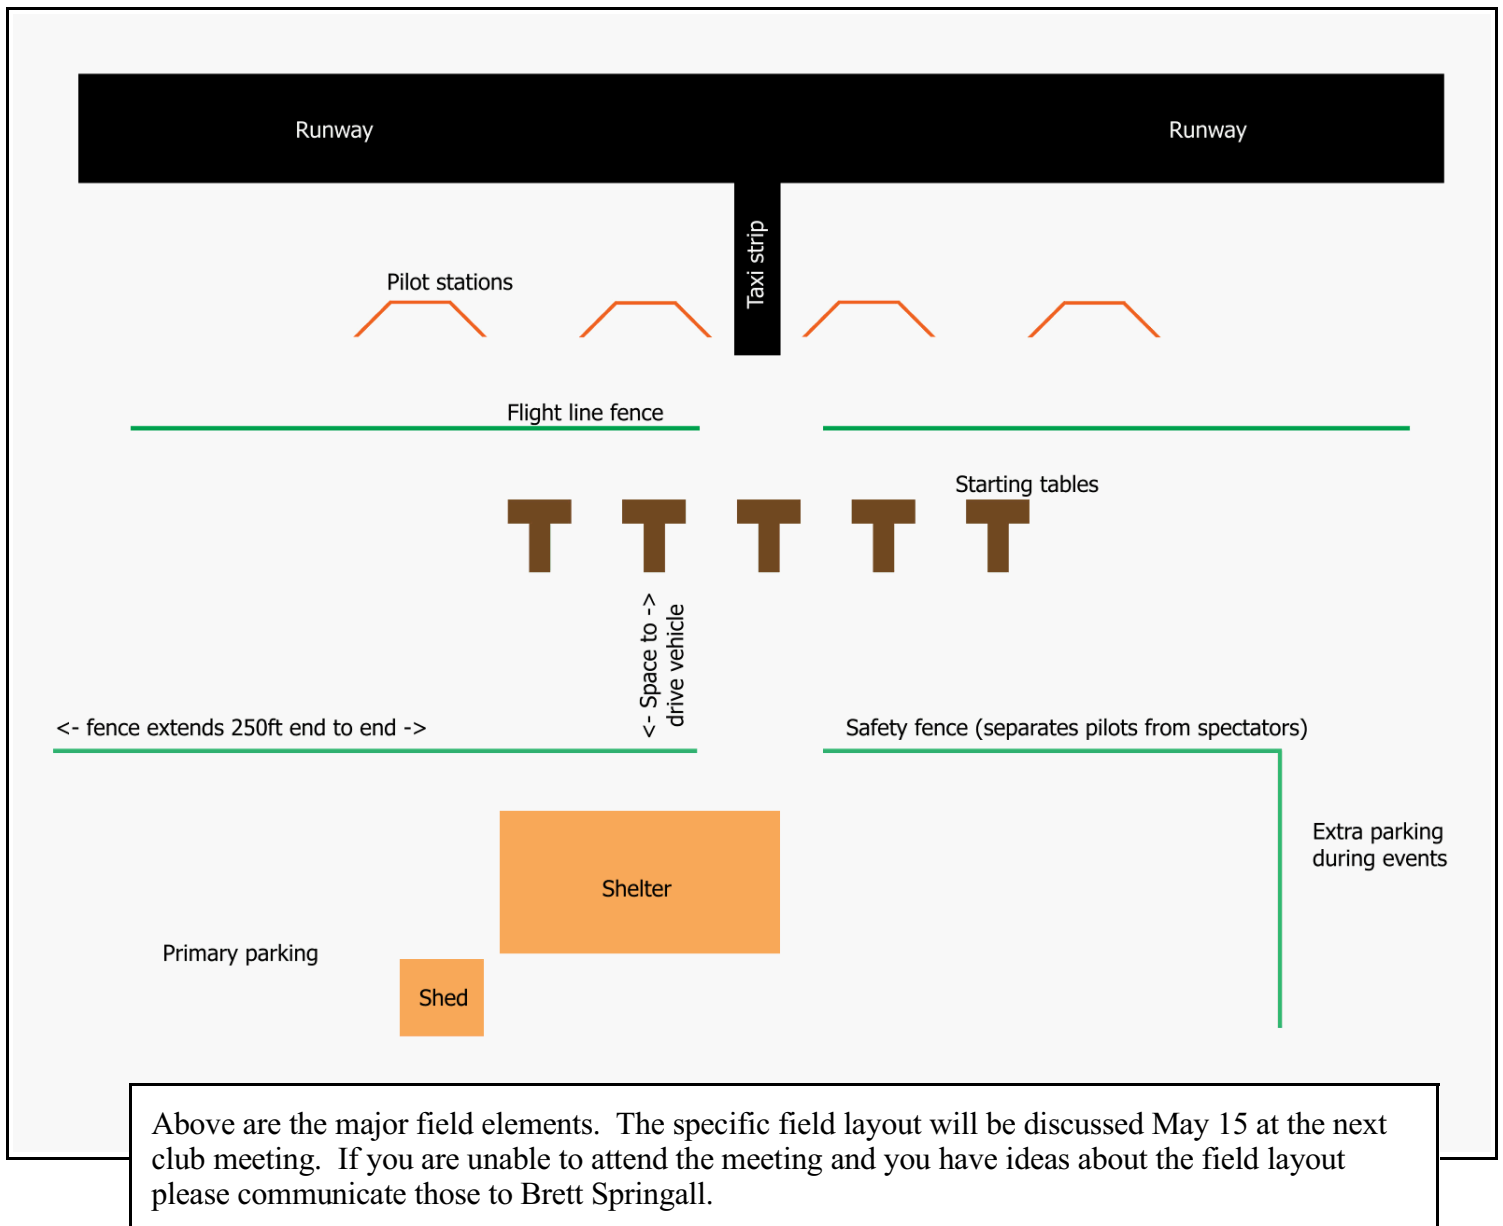 Runway
Runway
Taxi strip
Pilot stations
Flight line fence
Starting tables
<- Space to ->
drive vehicle
<- fence extends 250ft end to end ->
Safety fence (separates pilots from spectators)
Extra parking
during events
Shelter
Primary parking
Shed
Above are the major field elements.  The specific field layout will be discussed May 15 at the next
club meeting.  If you are unable to attend the meeting and you have ideas about the field layout
please communicate those to Brett Springall.